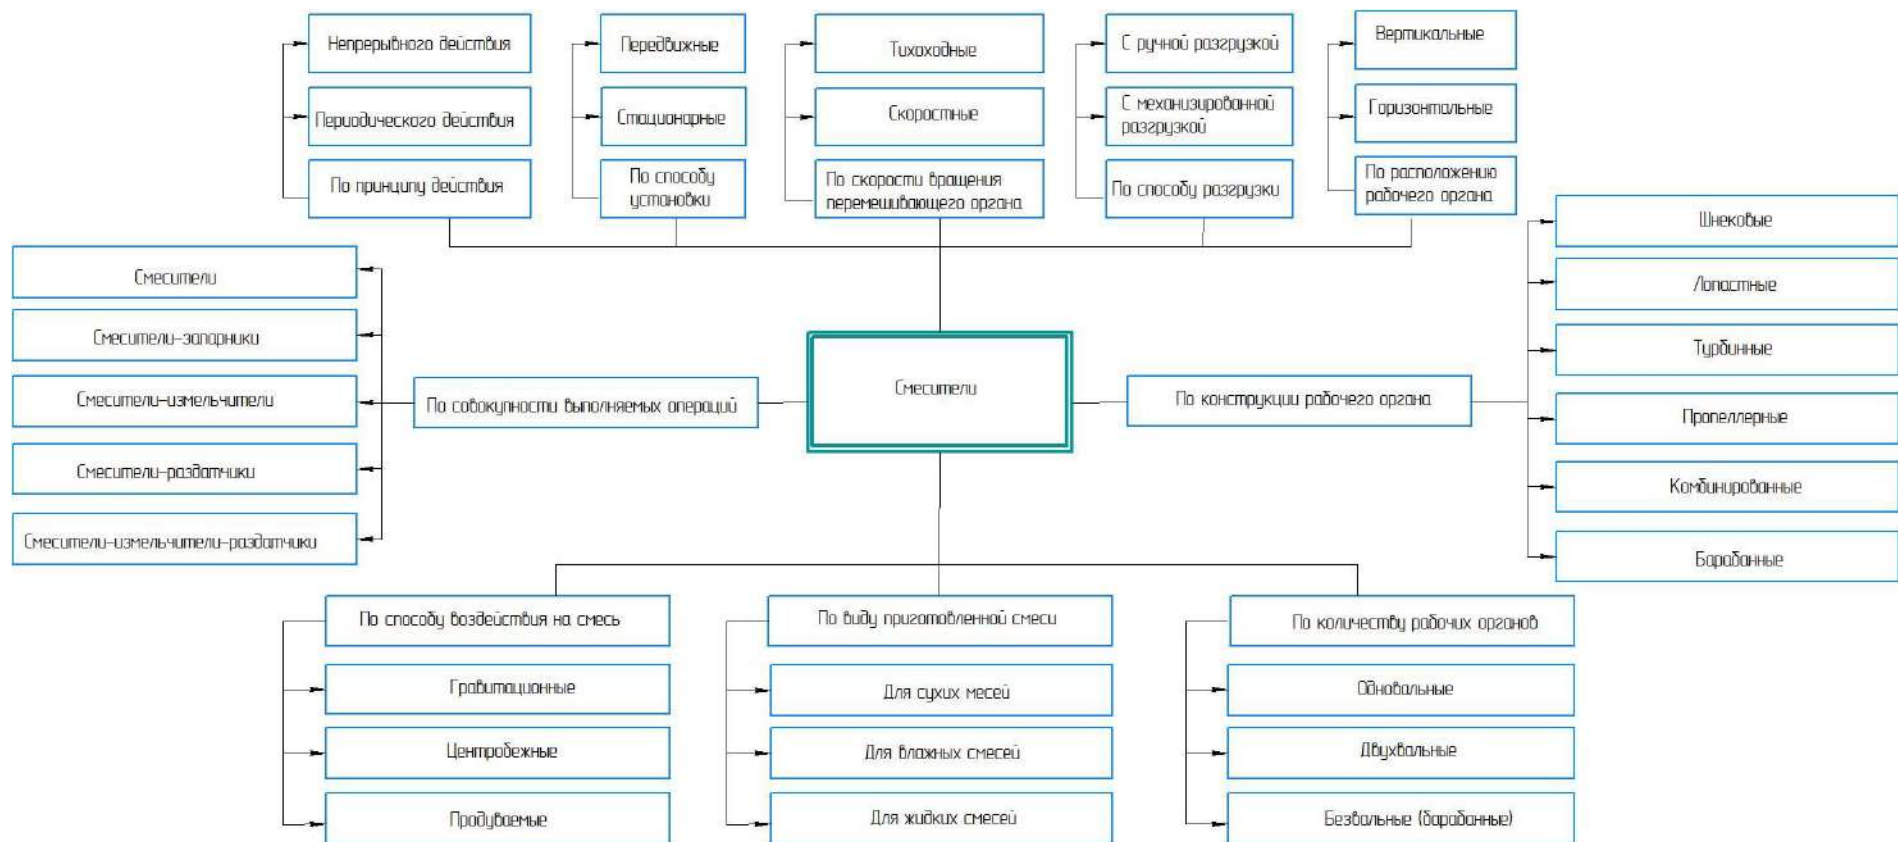 Непрерывного действия
Периодического действия
По принципу действия
Передвижные
Стационарные
По способу
установки
Тихоходные
Скоростные
По скорости вращения
перемешивающего органа
С ручной разгрузкой
С механизированной
разгрузкой
По способу разгрузки
Вертикальные
Горизонтальные
По расположению
рабочего органа
Смесители
Смесители-запарники
Смесители-измельчители
Смесители-раздатчики
Смесители-измельчители-раздатчики
По совокупности выполняемых операций
Смесители
По конструкции рабочего органа
Шнековые
Лопастные
Турбинные
Пропеллерные
Комбинированные
Барабанные
По способу воздействия на смесь
Гравитационные
Центробежные
Продуваемые
По виду приготовленной смеси
Для сухих месей
Для влажных смесей
Для жидких смесей
По количеству рабочих органов
Одновальные
Двухвальные
Безвальные (барабанные)